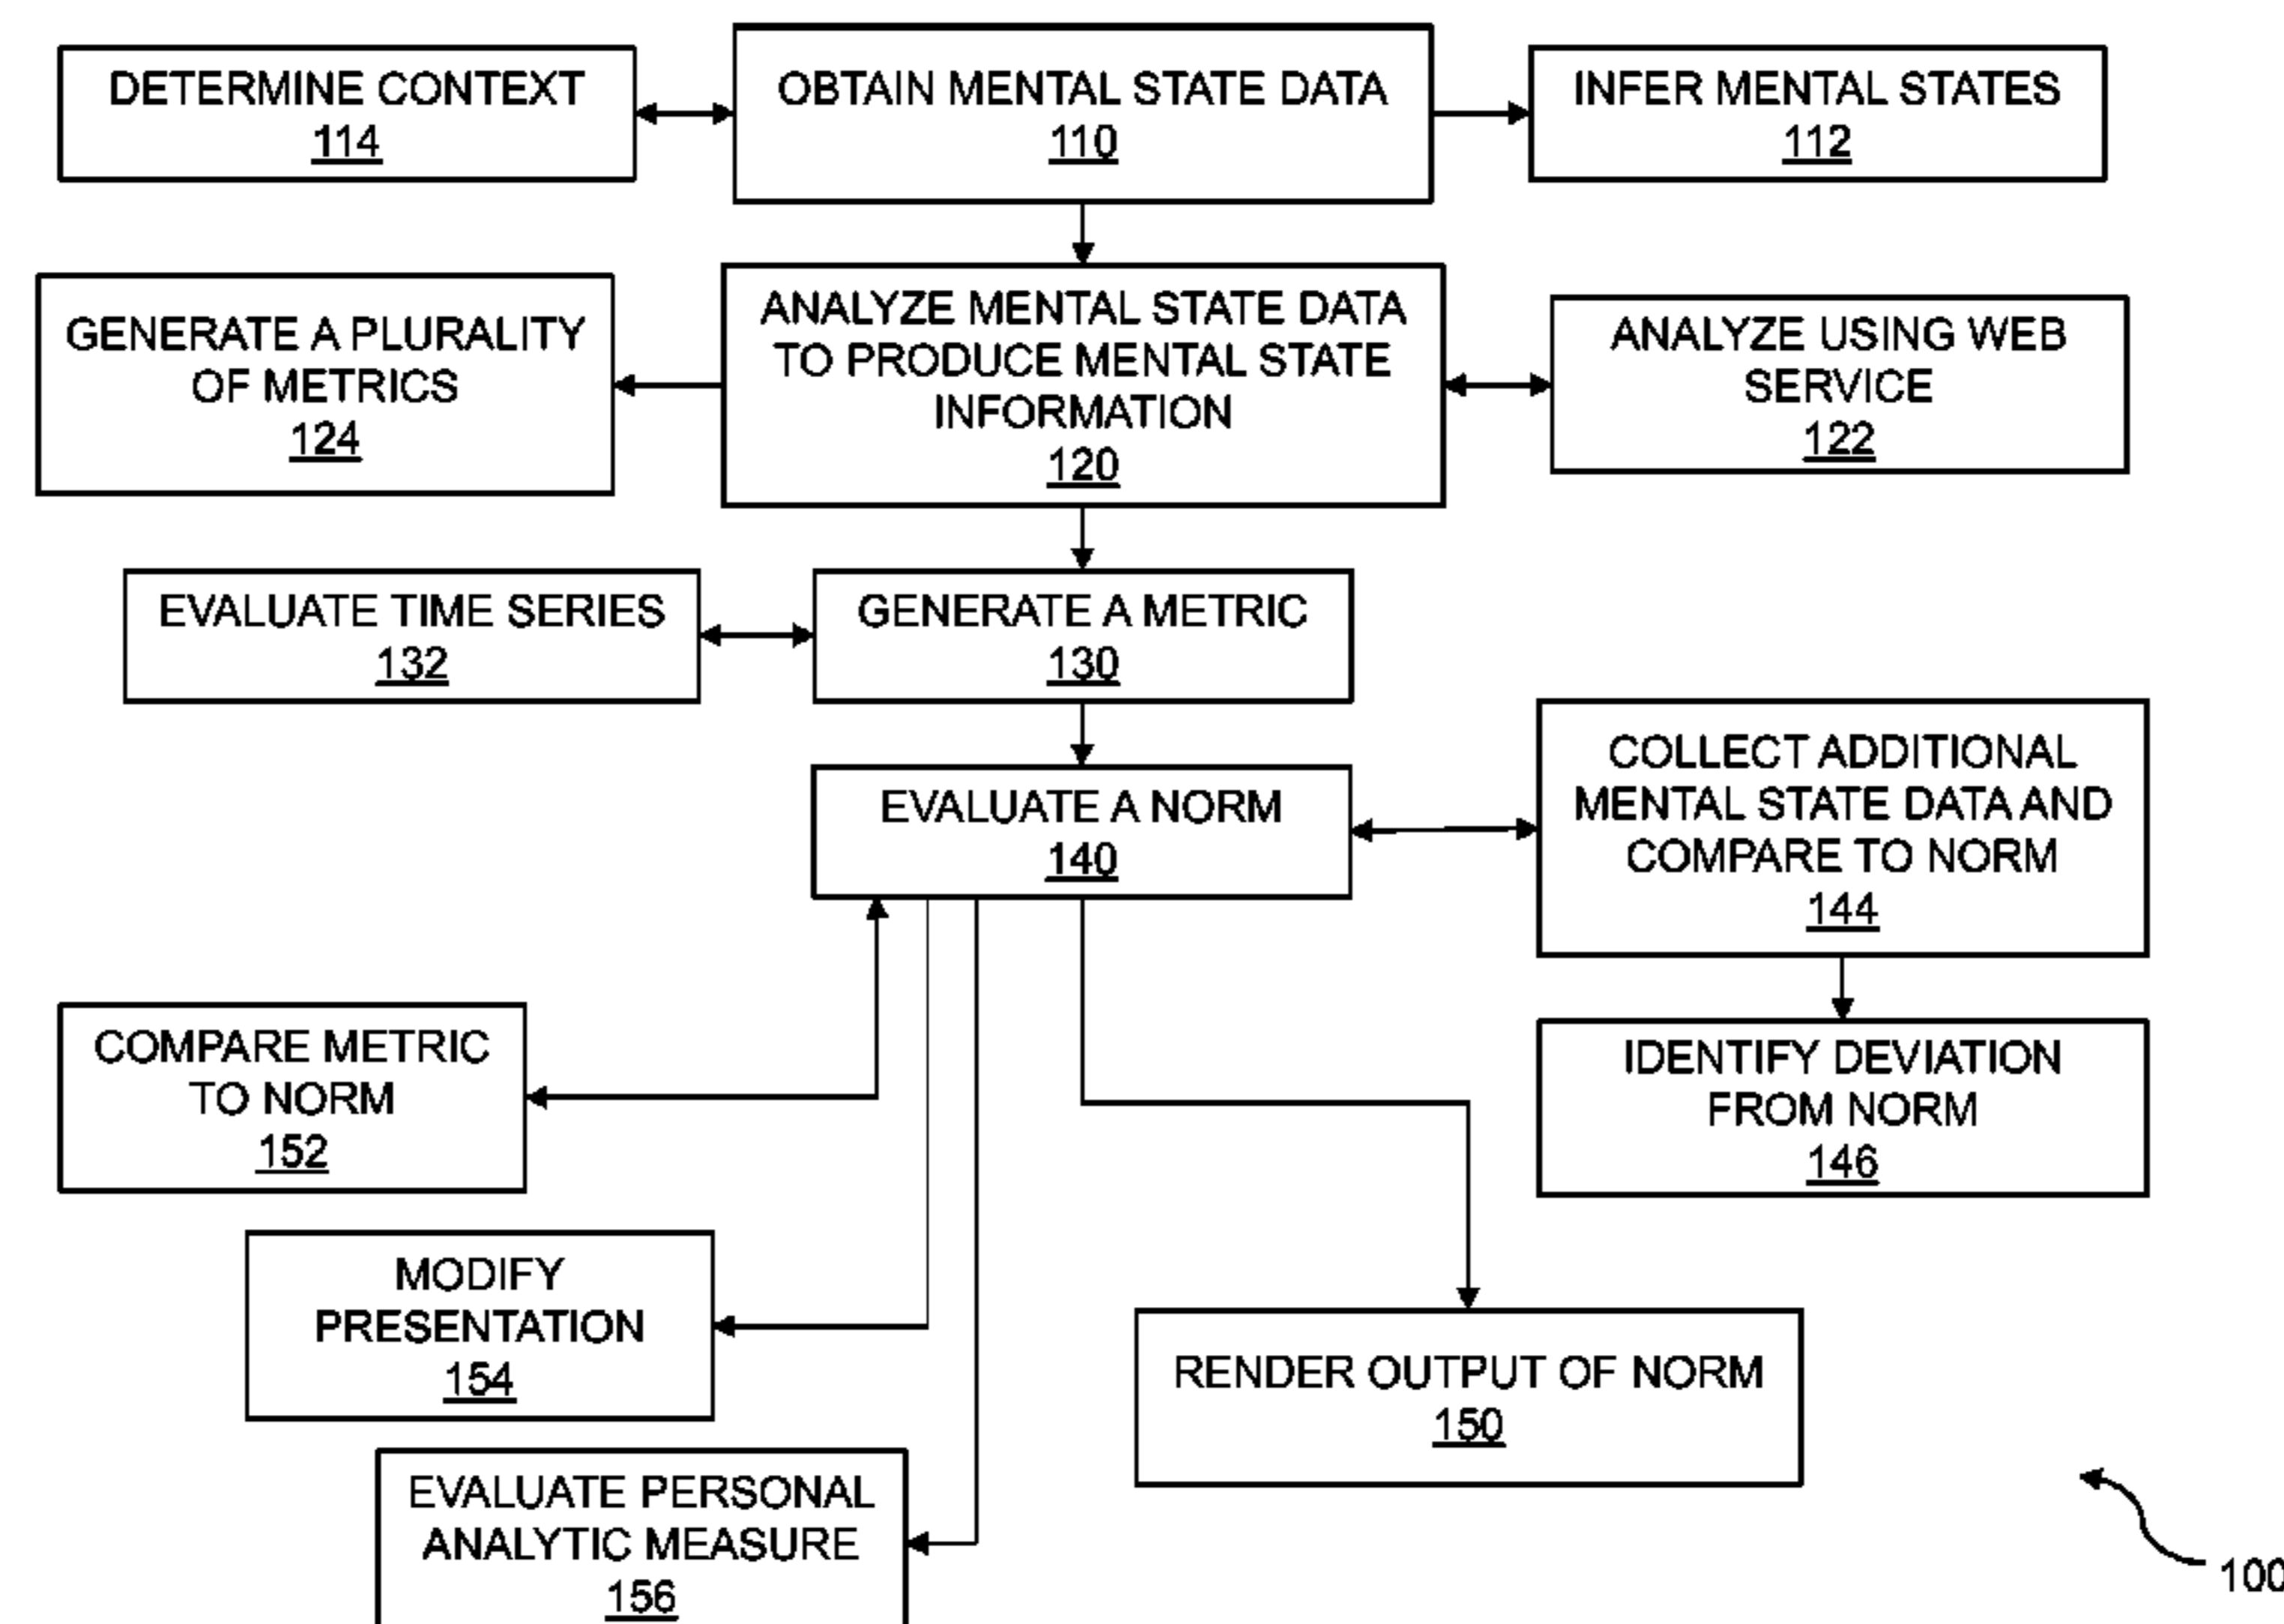 DETERMINE CONTEXT
114
OBTAIN MENTAL STATE DATA
110
INFER MENTAL STATES
112
GENERATE A PLURALITY
OF METRICS
124
ANALYZE MENTAL STATE DATA
TO PRODUCE MENTAL STATE
INFORMATION
120
ANALYZE USING WEB
SERVICE
122
EVALUATE TIME SERIES
132
GENERATE A METRIC
130
EVALUATE A NORM
140
COLLECT ADDITIONAL
MENTAL STATE DATA AND
COMPARE TO NORM
144
COMPARE METRIC
TO NORM
152
IDENTIFY DEVIATION
FROM NORM
146
MODIFY
PRESENTATION
154
RENDER OUTPUT OF NORM
150
EVALUATE PERSONAL
ANALYTIC MEASURE
156
100